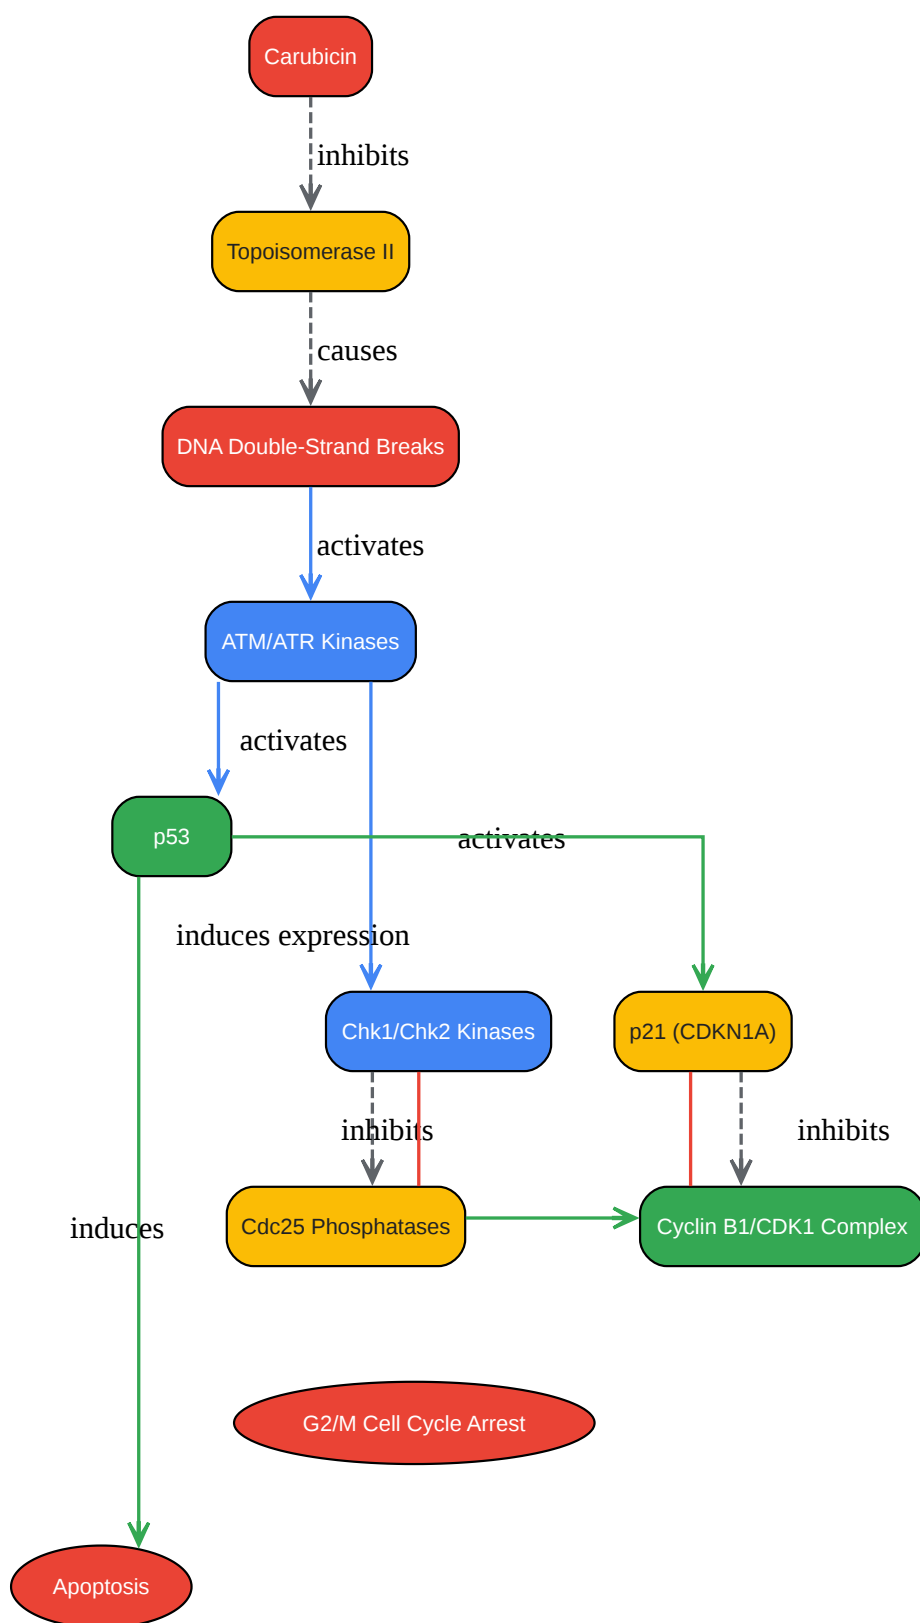 Carubicin
inhibits
Topoisomerase II
causes
DNA Double-Strand Breaks
activates
ATM/ATR Kinases
activates
p53
activates
induces expression
Chk1/Chk2 Kinases
p21 (CDKN1A)
inhibits
inhibits
Cdc25 Phosphatases
Cyclin B1/CDK1 Complex
induces
G2/M Cell Cycle Arrest
Apoptosis